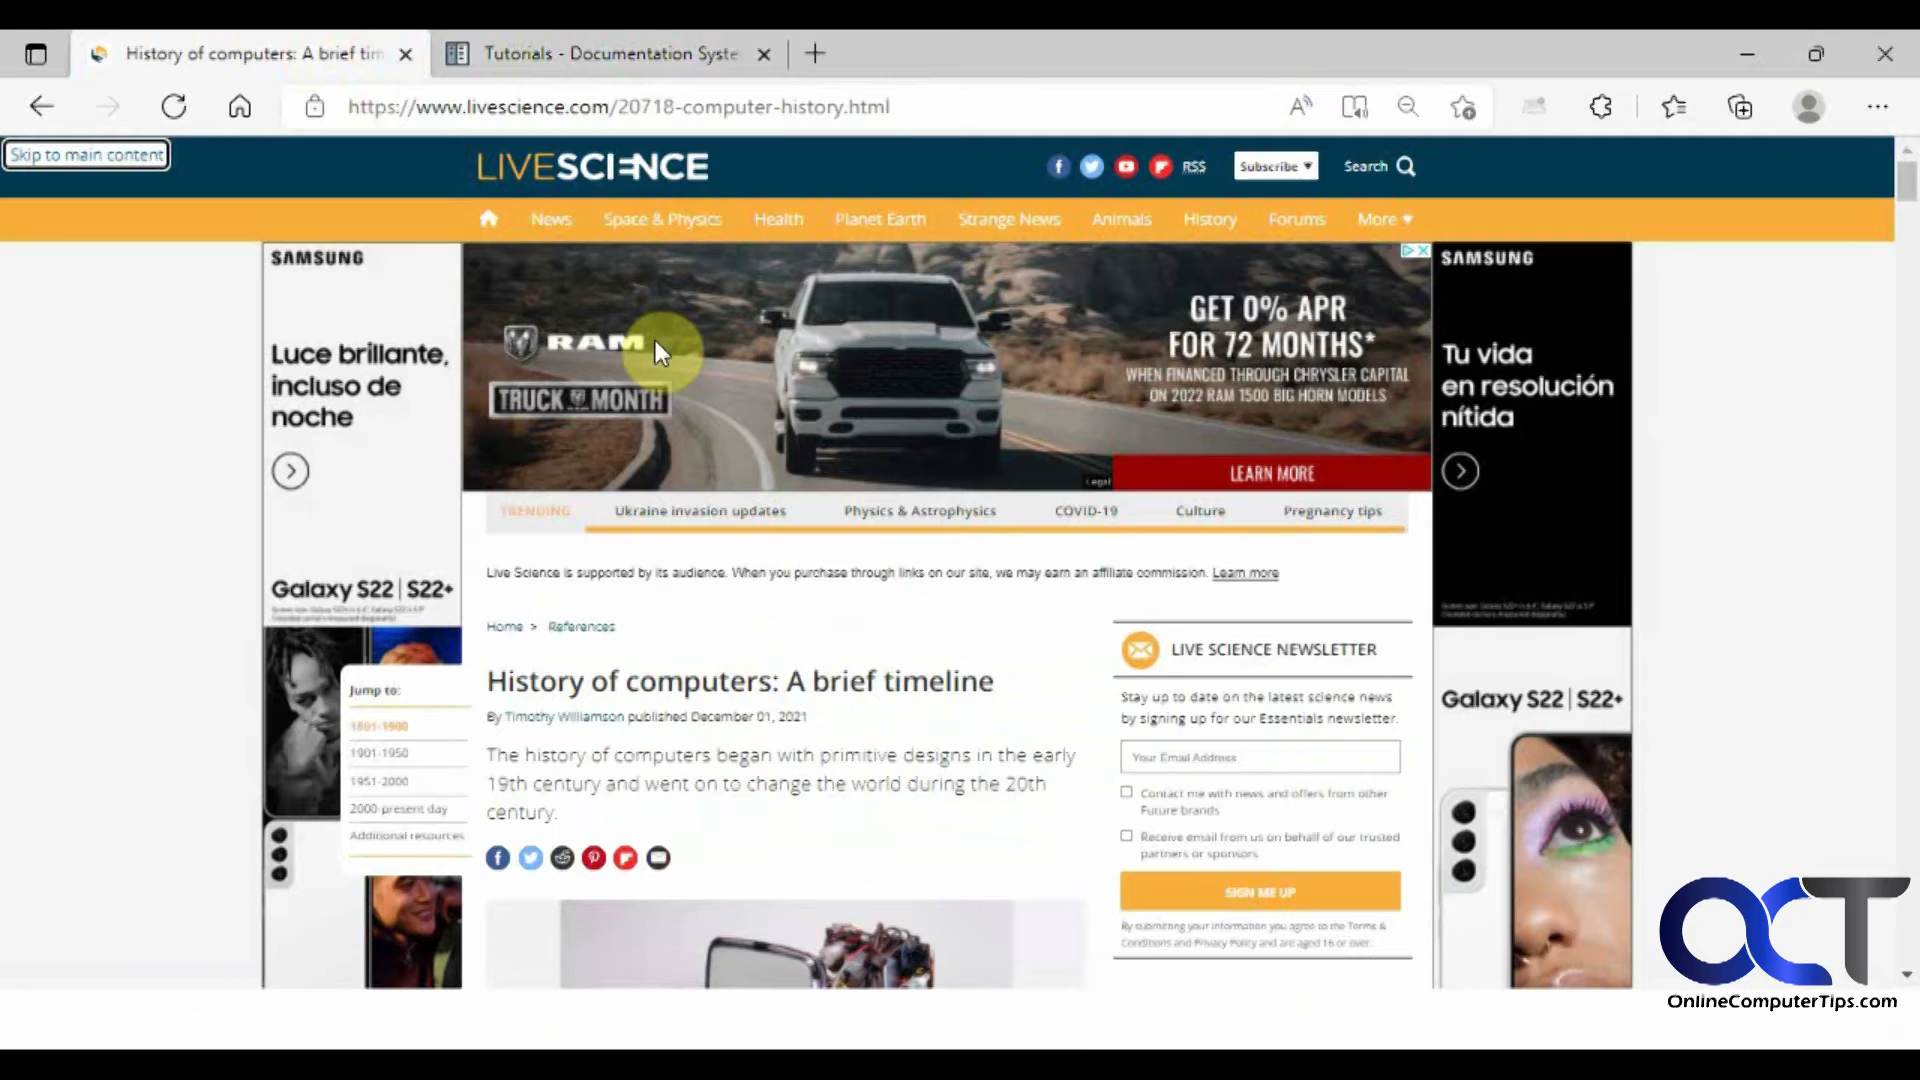 History of computers: A brief tim
Tutorials - Documentation Syste
https://www.livescience.com/20718-computer-history.html
Skip to main content
LIVESCIENCE
RSS
Subscribe
Search
News
Space & Physics
Health
Planet Earth
Strange News
Animals
History
Forums
More
SAMSUNG
Luce brillante,
incluso de
noche
Galaxy S22 | S22+
RAM
TRUCK MONTH
GET 0% APR
FOR 72 MONTHS*
WHEN FINANCED THROUGH CHRYSLER CAPITAL
ON 2022 RAM 1500 BIG HORN MODELS
Legal
LEARN MORE
SAMSUNG
Tu vida
en resolución
nítida
Galaxy S22 | S22+
TRENDING
Ukraine invasion updates
Physics & Astrophysics
COVID-19
Culture
Pregnancy tips
Live Science is supported by its audience. When you purchase through links on our site, we may earn an affiliate commission. Learn more
Home > References
History of computers: A brief timeline
By Timothy Williamson published December 01, 2021
The history of computers began with primitive designs in the early
19th century and went on to change the world during the 20th
century.
Jump to:
1801-1900
1901-1950
1951-2000
2000-present day
Additional resources
LIVE SCIENCE NEWSLETTER
Stay up to date on the latest science news
by signing up for our Essentials newsletter.
Your Email Address
Contact me with news and offers from other
Future brands
Receive email from us on behalf of our trusted
partners or sponsors
SIGN ME UP
By submitting your information you agree to the Terms &
Conditions and Privacy Policy and are aged 16 or over.
OCT
OnlineComputerTips.com